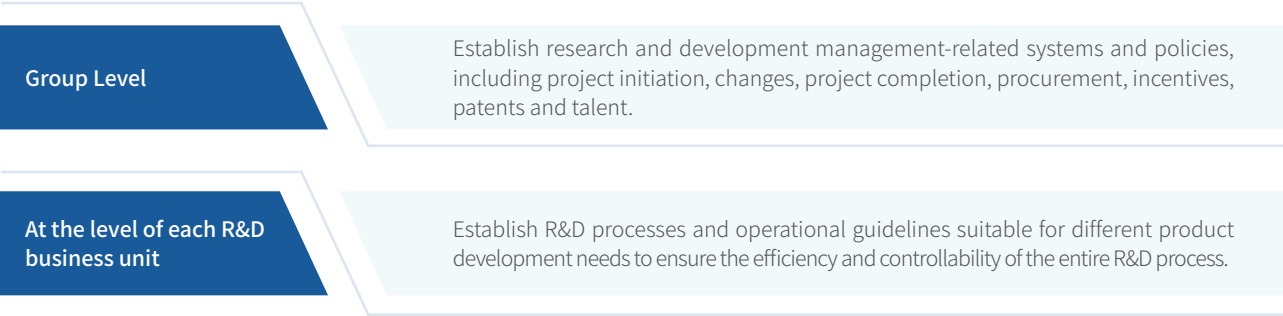 Group Level
Establish research and development management-related systems and policies,
including project initiation, changes, project completion, procurement, incentives,
patents and talent.
At the level of each R&D
business unit
Establish R&D processes and operational guidelines suitable for different product
development needs to ensure the efficiency and controllability of the entire R&D process.